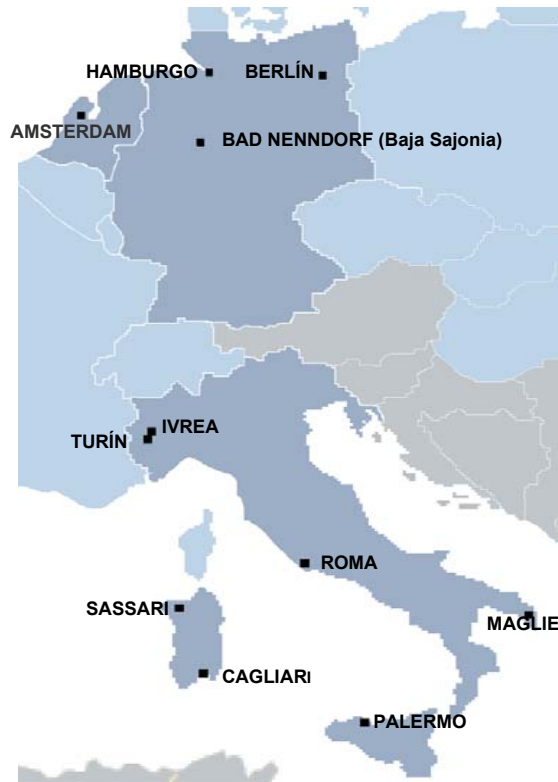 HAMBURGO
BERLÍN
AMSTERDAM
BAD NENNDORF (Baja Sajonia)
IVREA
TURÍN
ROMA
SASSARI
MAGLIE
CAGLIARI
PALERMO